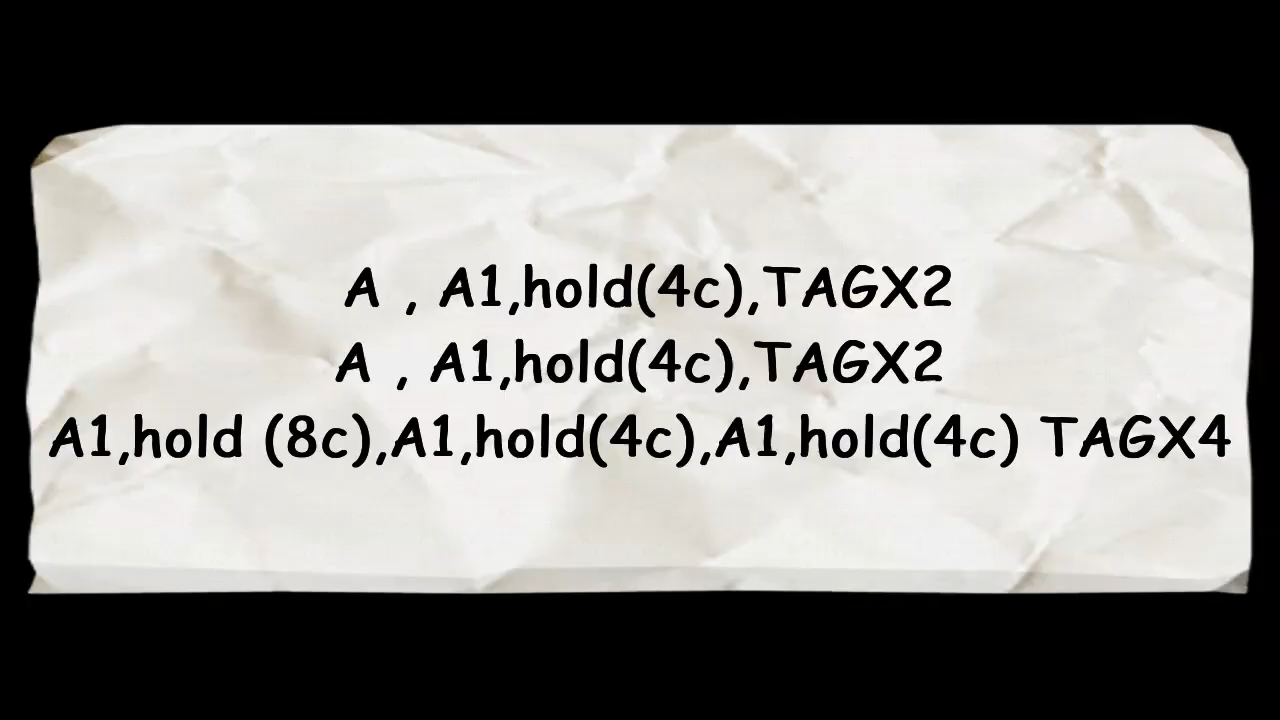 A , A1,hold(4c),TAGX2
A , A1,hold(4c),TAGX2
A1,hold (8c),A1,hold(4c),A1,hold(4c) TAGX4